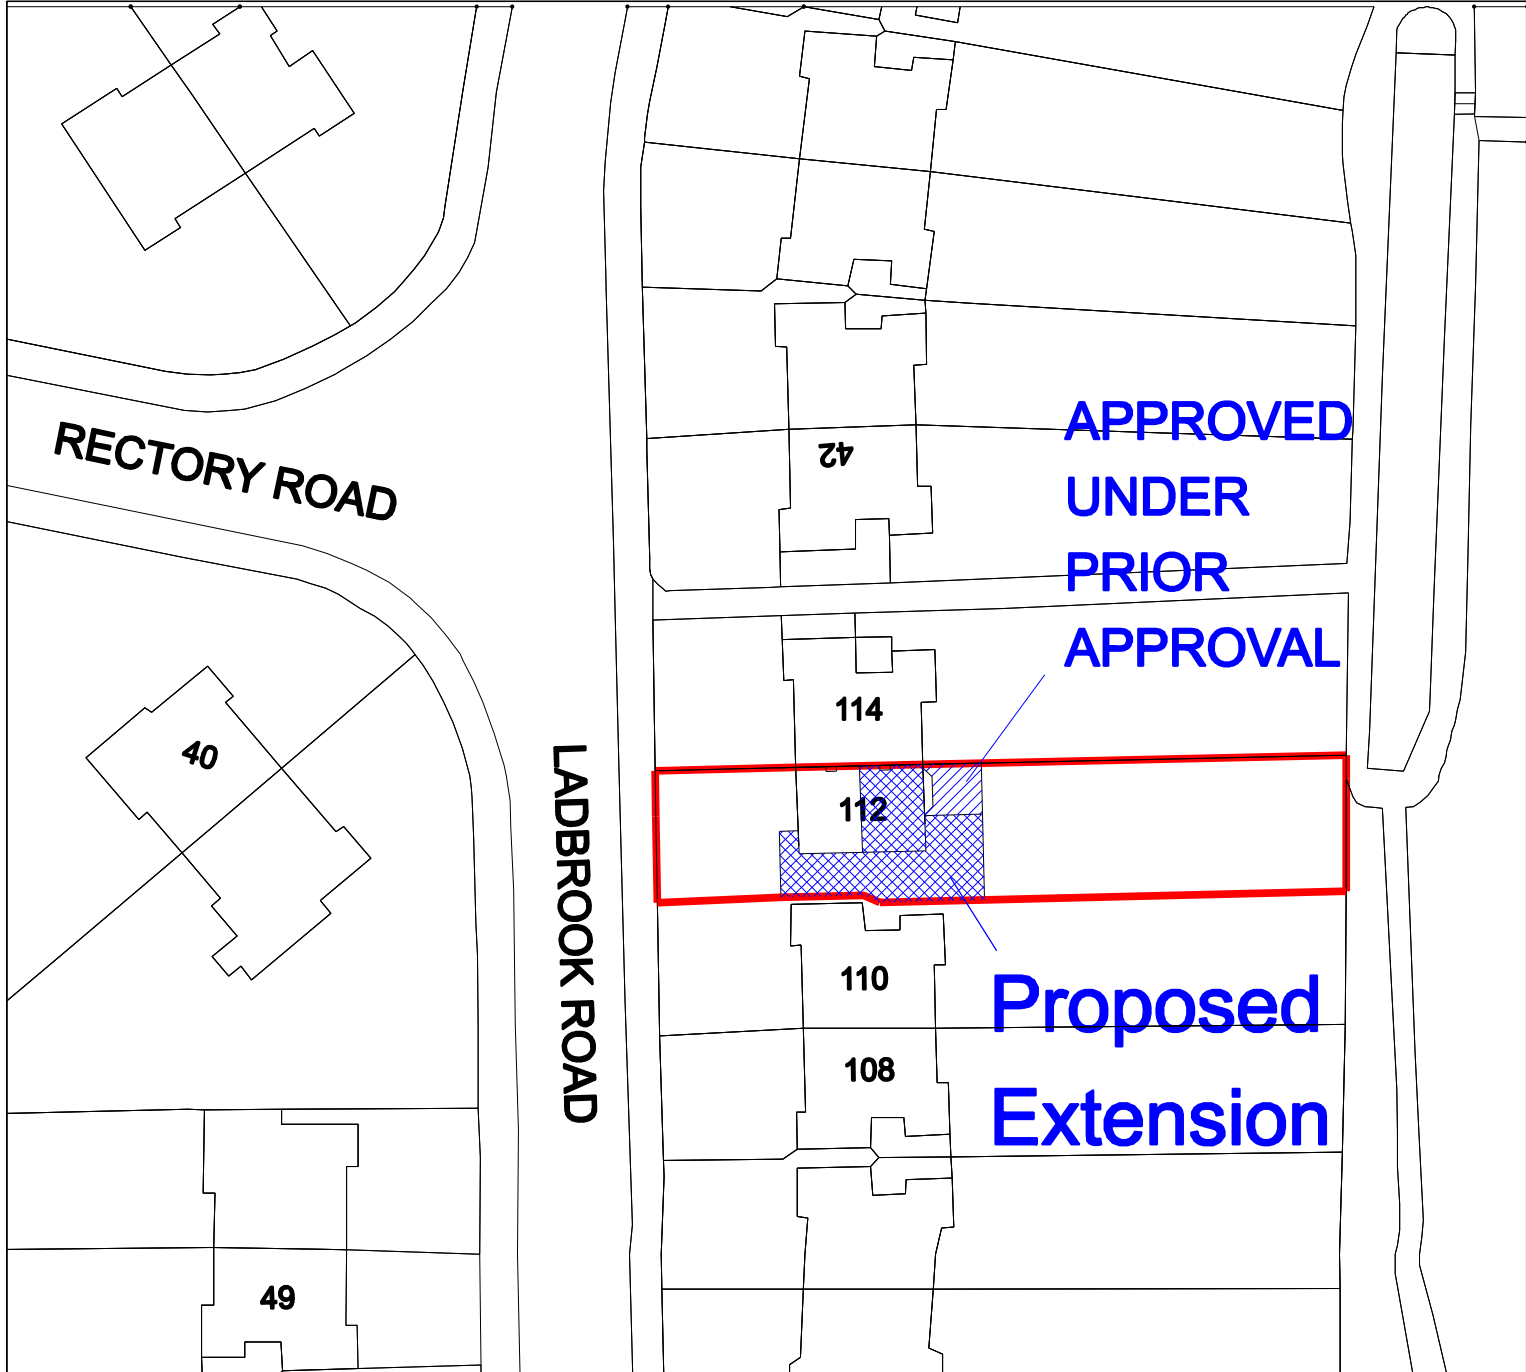 APPROVED
UNDER
PRIOR
APPROVAL
RECTORY ROAD
42
114
40
112
LADBROOK ROAD
110
Proposed
108
Extension
49